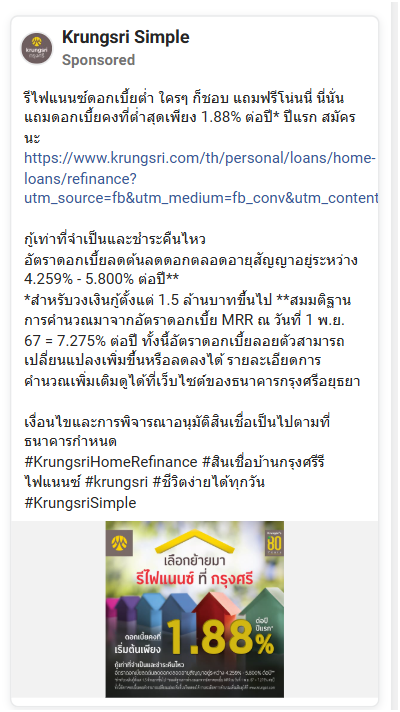 Krungsri Simple
Sponsored
รีไฟแนนซ์ดอกเบี้ยต่ำ ใครๆ ก็ชอบ แถมฟรีโน่นนี่ นี่นั่น
แถมดอกเบี้ยคงที่ต่ำสุดเพียง 1.88% ต่อปี* ปีแรก สมัคร
นะ
https://www.krungsri.com/th/personal/loans/home-
loans/refinance?
utm_source=fb&utm_medium=fb_conv&utm_content
กู้เท่าที่จำเป็นและชำระคืนไหว
อัตราดอกเบี้ยลดต้นลดดอกตลอดอายุสัญญาอยู่ระหว่าง
4.259% - 5.800% ต่อปี**
*สำหรับวงเงินกู้ตั้งแต่ 1.5 ล้านบาทขึ้นไป **สมมติฐาน
การคำนวณมาจากอัตราดอกเบี้ย MRR ณ วันที่ 1 พ.ย.
67 = 7.275% ต่อปี ทั้งนี้อัตราดอกเบี้ยลอยตัวสามารถ
เปลี่ยนแปลงเพิ่มขึ้นหรือลดลงได้ รายละเอียดการ
คำนวณเพิ่มเติมดูได้ที่เว็บไซต์ของธนาคารกรุงศรีอยุธยา
เงื่อนไขและการพิจารณาอนุมัติสินเชื่อเป็นไปตามที่
ธนาคารกำหนด
#KrungsriHomeRefinance #สินเชื่อบ้านกรุงศรีรี
ไฟแนนซ์ #krungsri #ชีวิตง่ายได้ทุกวัน
#KrungsriSimple
เลือกย้ายมา
รีไฟแนนซ์ ที่ กรุงศรี
ดอกเบี้ยคงที่
เริ่มต้นเพียง 1.88% ต่อปี ปีแรก*
กู้เท่าที่จำเป็นและชำระคืนไหว